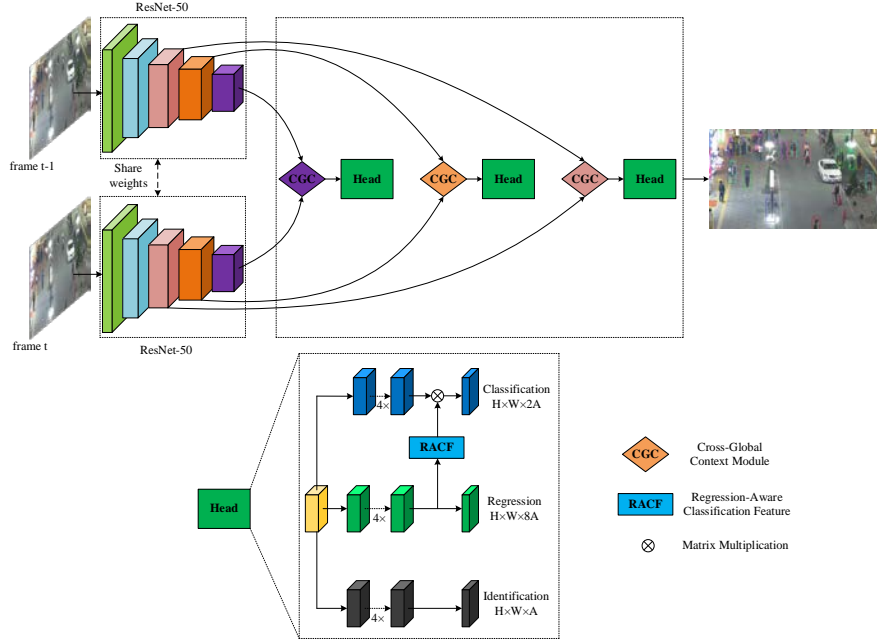 ResNet-50
frame t-1
Share
weights
CGC
Head
CGC
Head
CGC
Head
frame t
ResNet-50
Classification
H×W×2A
4×
RACF
Head
Regression
H×W×8A
4×
Identification
H×W×A
4×
CGC
Cross-Global
Context Module
RACF
Regression-Aware
Classification Feature
Matrix Multiplication